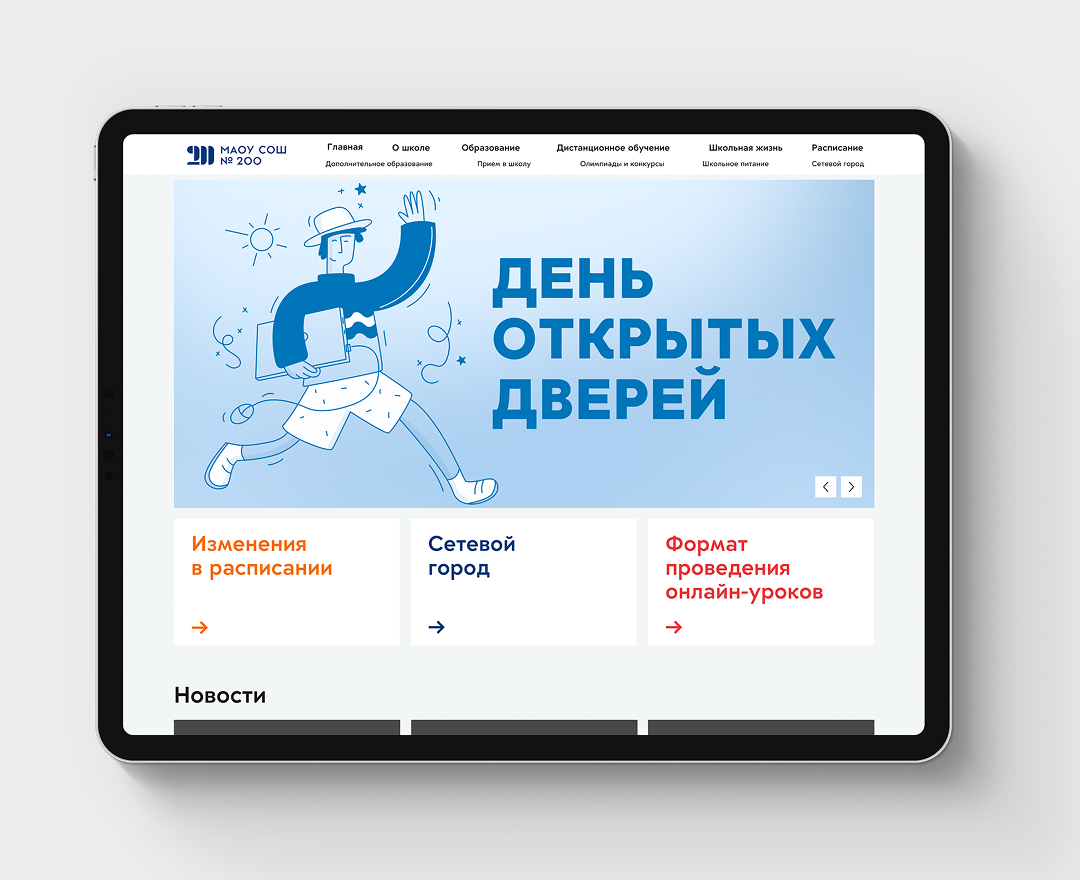 МАОУ СОШ
№ 200
Главная О школе Образование Дистанционное обучение Школьная жизнь Расписание
Дополнительное образование Прием в школу Олимпиады и конкурсы Школьное питание Сетевой город
ДЕНЬ
ОТКРЫТЫХ
ДВЕРЕЙ
Изменения
в расписании
Сетевой
город
Формат
проведения
онлайн-уроков
Новости